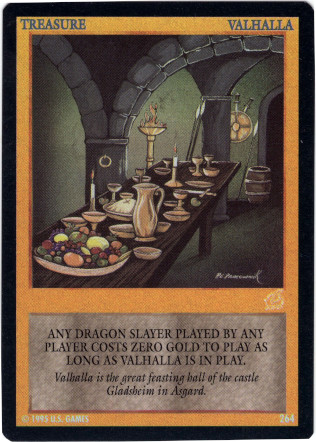 TREASURE VALHALLA
ANY DRAGON SLAYER PLAYED BY ANY
PLAYER COSTS ZERO GOLD TO PLAY AS
LONG AS VALHALLA IS IN PLAY.
Valhalla is the great feasting hall of the castle
Gladsheim in Asgard.
© 1995 U.S. GAMES 264